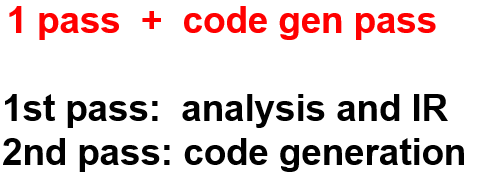 1 pass + code gen pass
1st pass: analysis and IR
2nd pass: code generation